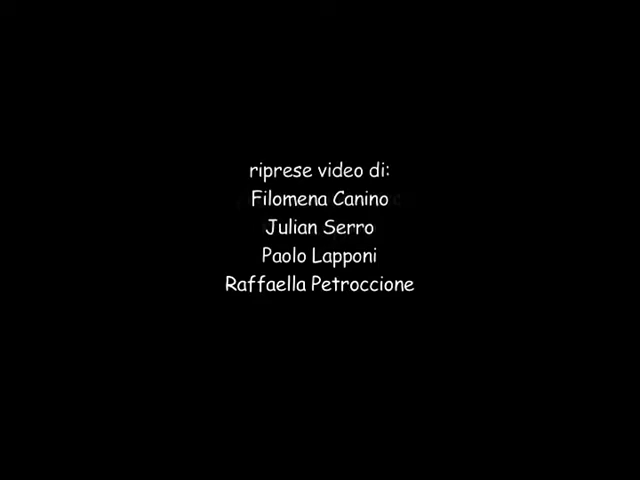 riprese video di:
Filomena Canino
Julian Serro
Paolo Lapponi
Raffaella Petroccione